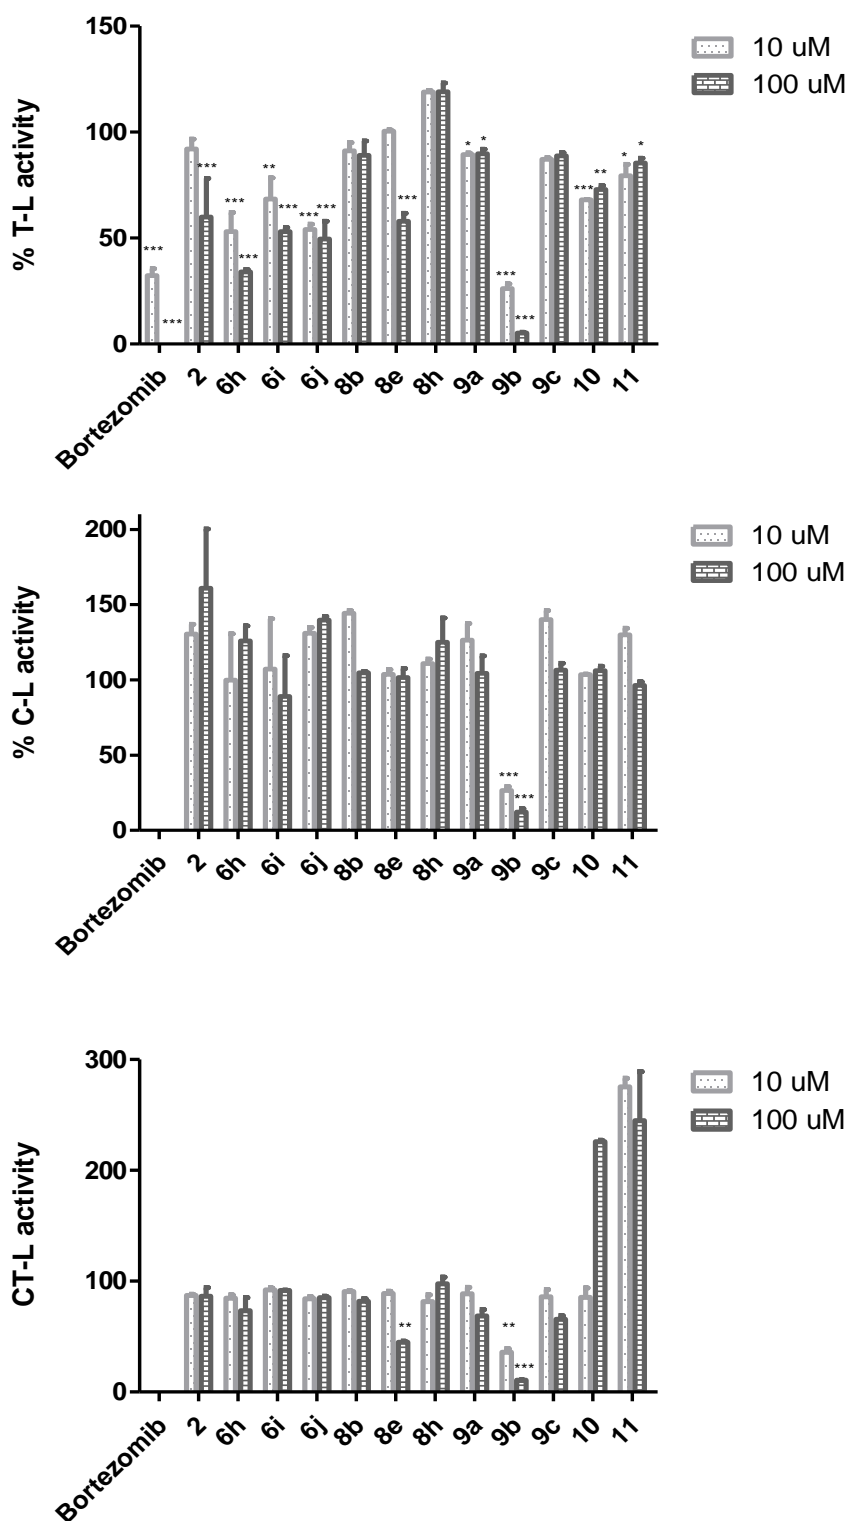 150
10 uM
100 uM
100
% T-L activity
50
0
*** *** *** *** *** *** ** *** *** *** *** * * *** *** *** ** * *
Bortezomib 2 6h 6i 6j 8b 8e 8h 9a 9b 9c 10 11
200
10 uM
100 uM
150
% C-L activity
100
50
0
*** ***
Bortezomib 2 6h 6i 6j 8b 8e 8h 9a 9b 9c 10 11
300
10 uM
100 uM
200
CT-L activity
100
0
** ** ***
Bortezomib 2 6h 6i 6j 8b 8e 8h 9a 9b 9c 10 11